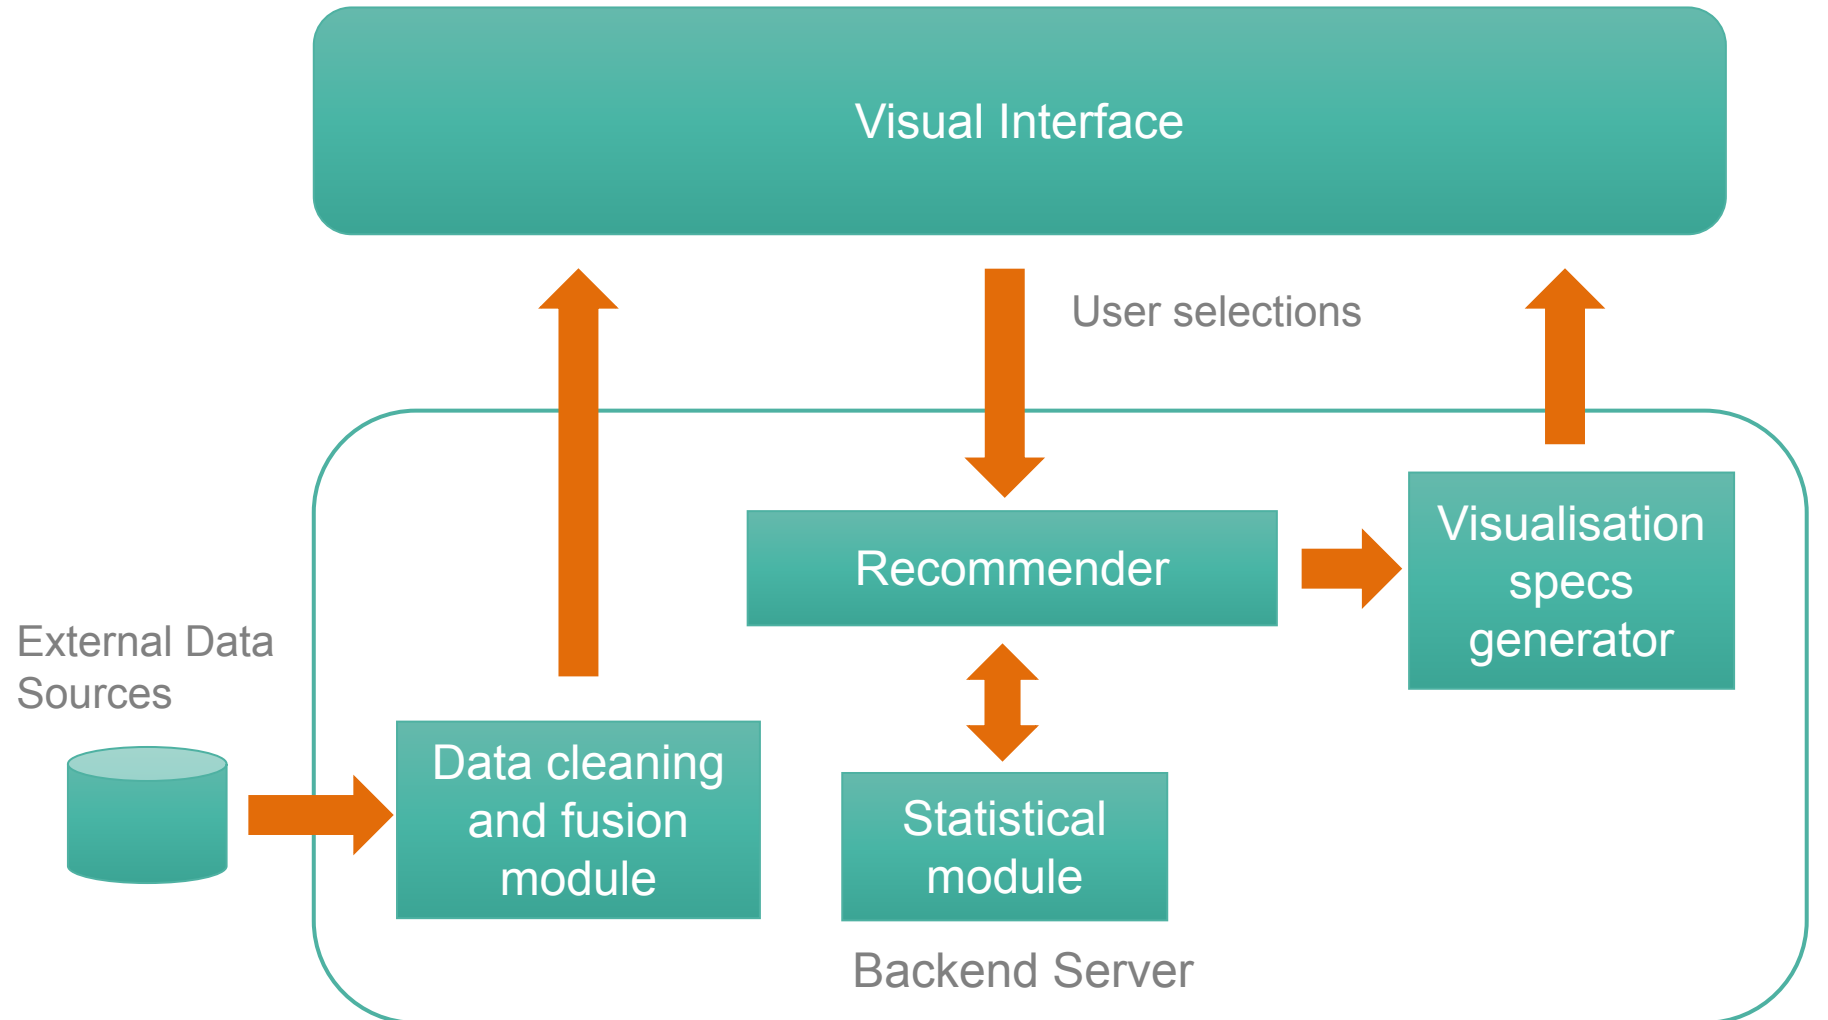 Visual Interface
User selections
Recommender
Visualisation
specs
generator
External Data
Sources
Data cleaning
and fusion
module
Statistical
module
Backend Server